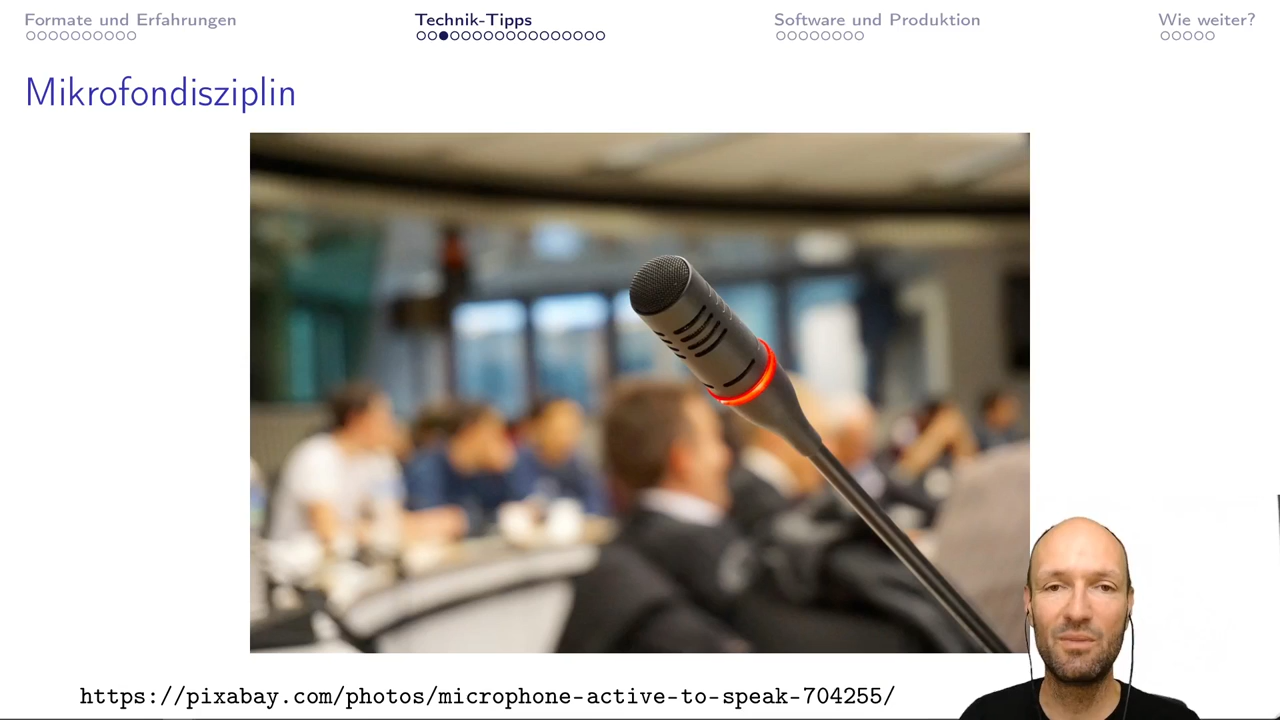 Formate und Erfahrungen
Technik-Tipps
Software und Produktion
Wie weiter?
Mikrofondisziplin
https://pixabay.com/photos/microphone-active-to-speak-704255/